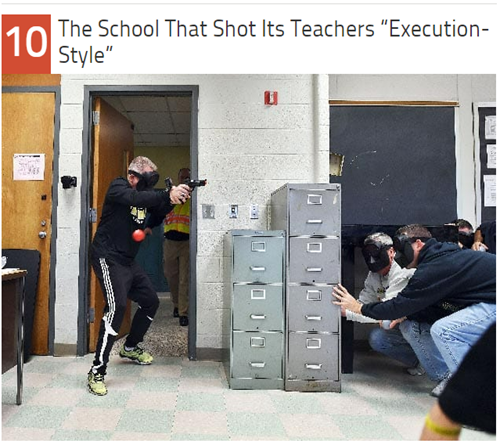 10
The School That Shot Its Teachers “Execution-
Style”